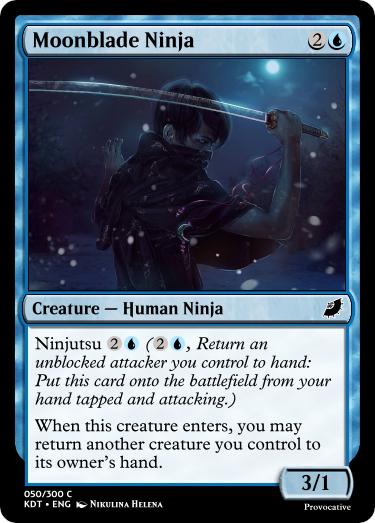 Moonblade Ninja 2
Creature — Human Ninja
Ninjutsu 2 (2, Return an
unblocked attacker you control to hand:
Put this card onto the battlefield from your
hand tapped and attacking.)
When this creature enters, you may
return another creature you control to
its owner's hand.
3/1
050/300 C
KDT • ENG Nikulina Helena
Provocative